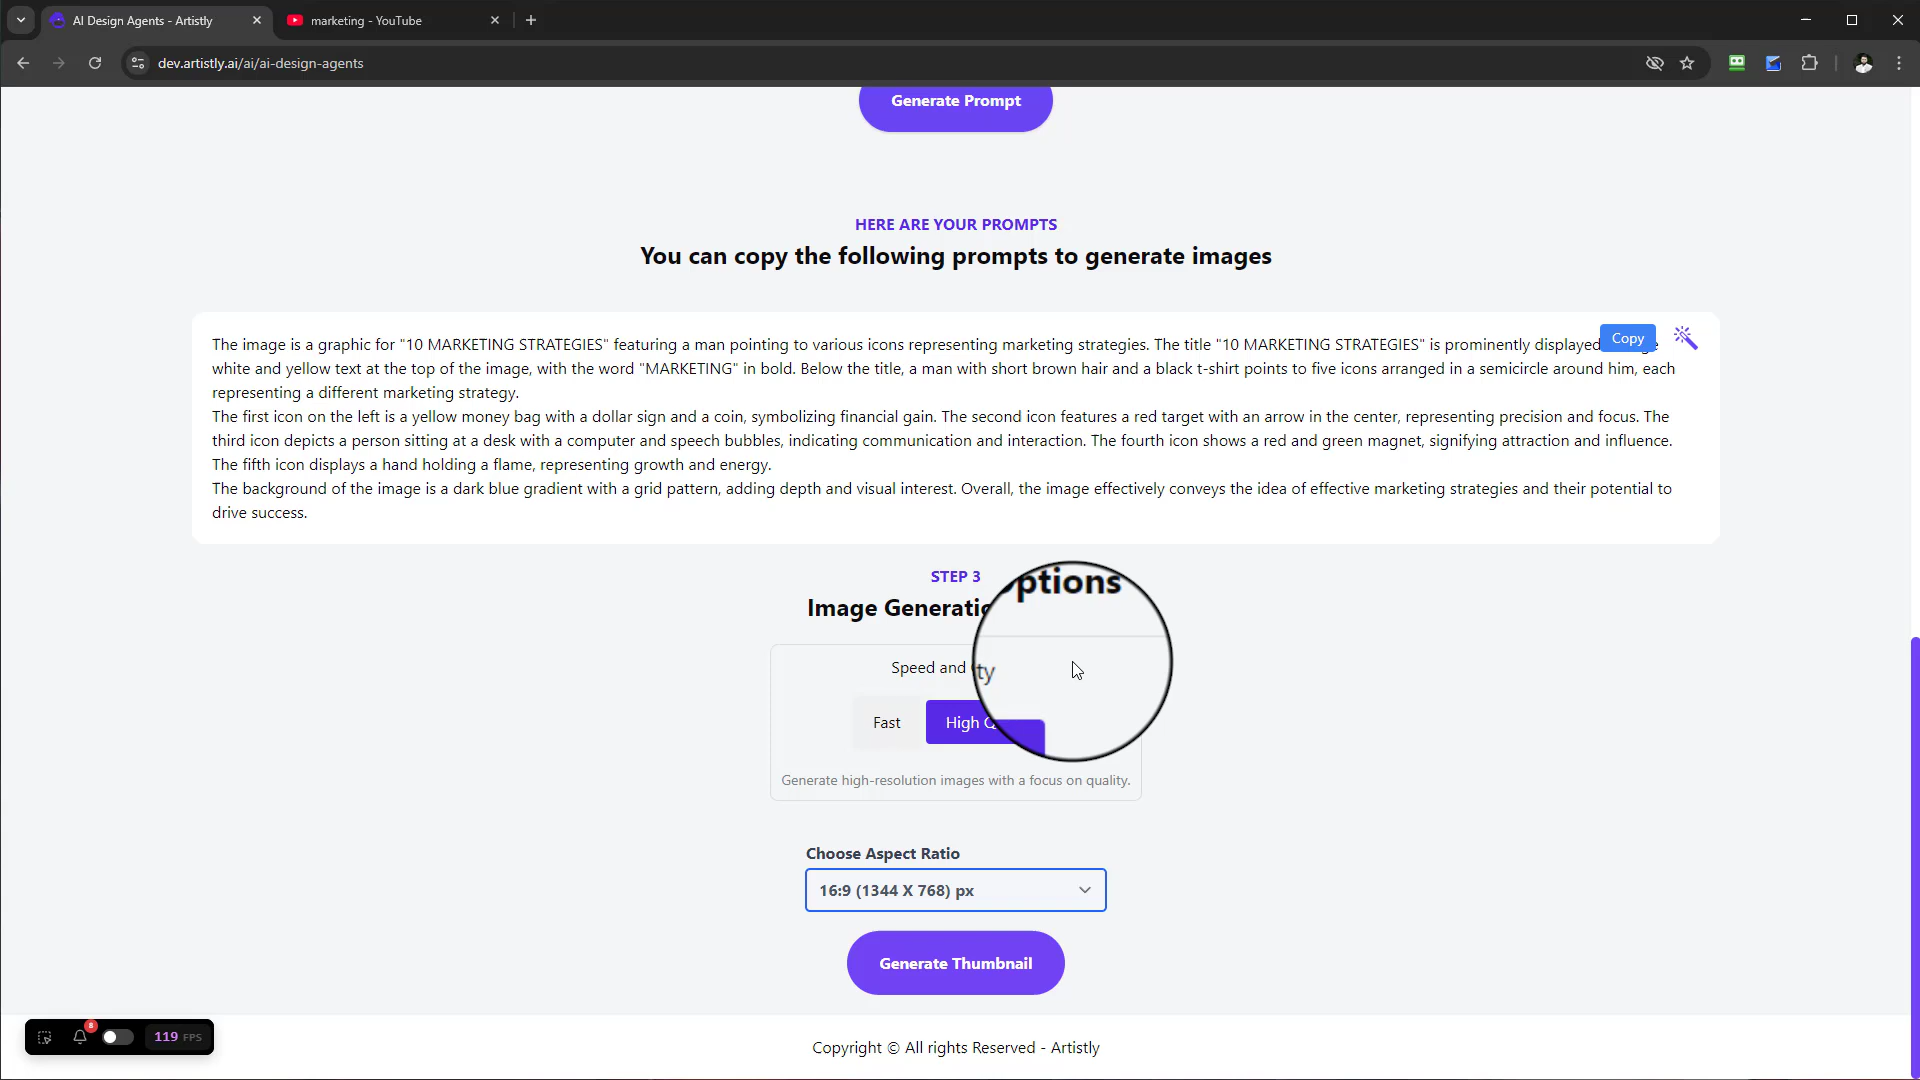 AI Design Agents - Artistly
marketing - YouTube
dev.artistly.ai/ai/ai-design-agents
Generate Prompt
HERE ARE YOUR PROMPTS
You can copy the following prompts to generate images
Copy
The image is a graphic for "10 MARKETING STRATEGIES" featuring a man pointing to various icons representing marketing strategies. The title "10 MARKETING STRATEGIES" is prominently displayed
white and yellow text at the top of the image, with the word "MARKETING" in bold. Below the title, a man with short brown hair and a black t-shirt points to five icons arranged in a semicircle around him, each
representing a different marketing strategy.
The first icon on the left is a yellow money bag with a dollar sign and a coin, symbolizing financial gain. The second icon features a red target with an arrow in the center, representing precision and focus. The
third icon depicts a person sitting at a desk with a computer and speech bubbles, indicating communication and interaction. The fourth icon shows a red and green magnet, signifying attraction and influence.
The fifth icon displays a hand holding a flame, representing growth and energy.
The background of the image is a dark blue gradient with a grid pattern, adding depth and visual interest. Overall, the image effectively conveys the idea of effective marketing strategies and their potential to
drive success.
STEP 3
Image Generatio ptions
Speed and ty
Fast
High Q
Generate high-resolution images with a focus on quality.
Choose Aspect Ratio
16:9 (1344 X 768) px
Generate Thumbnail
8
119 FPS
Copyright © All rights Reserved - Artistly